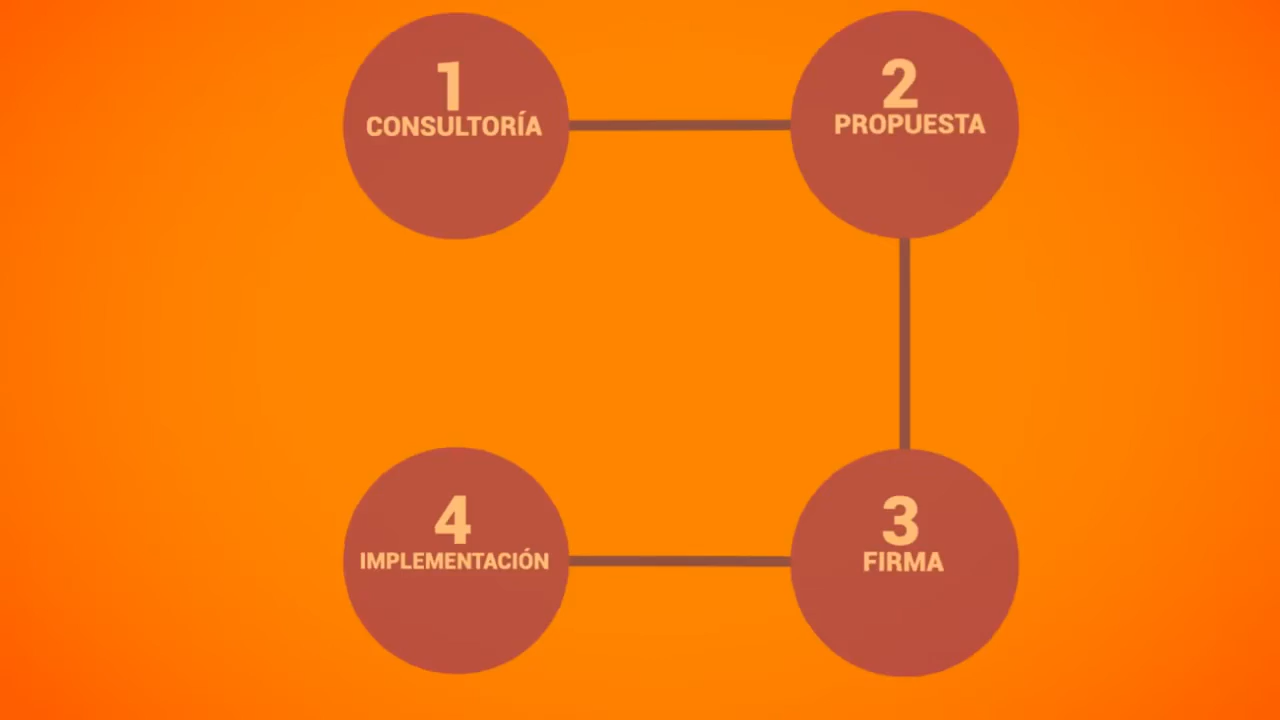 1
CONSULTORÍA
2
PROPUESTA
3
FIRMA
4
IMPLEMENTACIÓN